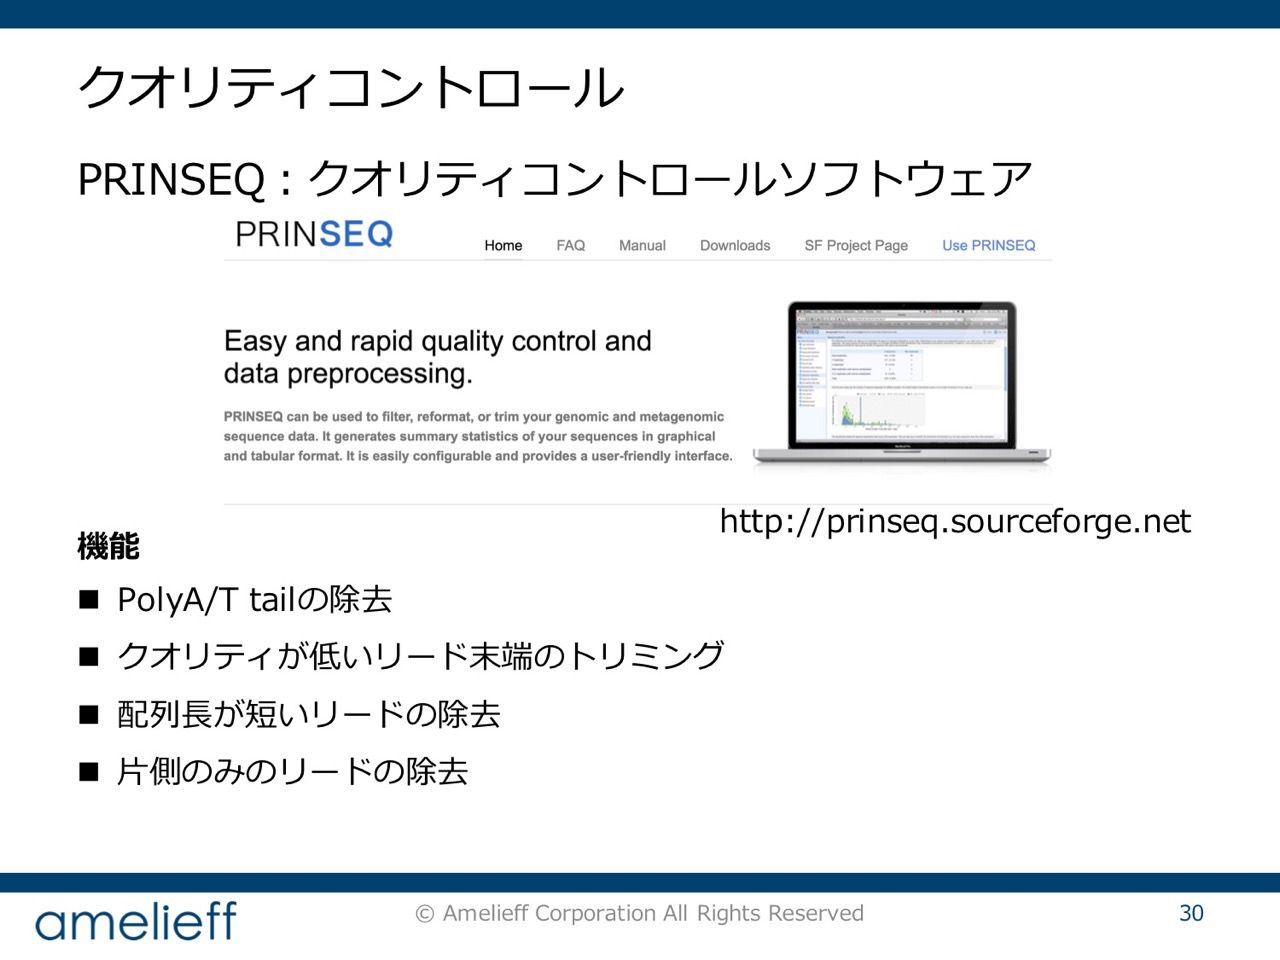 クオリティコントロール
PRINSEQ：クオリティコントロールソフトウェア
PRINSEQ
Home FAQ Manual Downloads SF Project Page Use PRINSEQ
Easy and rapid quality control and
data preprocessing.
PRINSEQ can be used to filter, reformat, or trim your genomic and metagenomic
sequence data. It generates summary statistics of your sequences in graphical
and tabular format. It is easily configurable and provides a user-friendly interface.
http://prinseq.sourceforge.net
機能
■ PolyA/T tailの除去
■ クオリティが低いリード末端のトリミング
■ 配列長が短いリードの除去
■ 片側のみのリードの除去
amelieff
© Amelieff Corporation All Rights Reserved
30